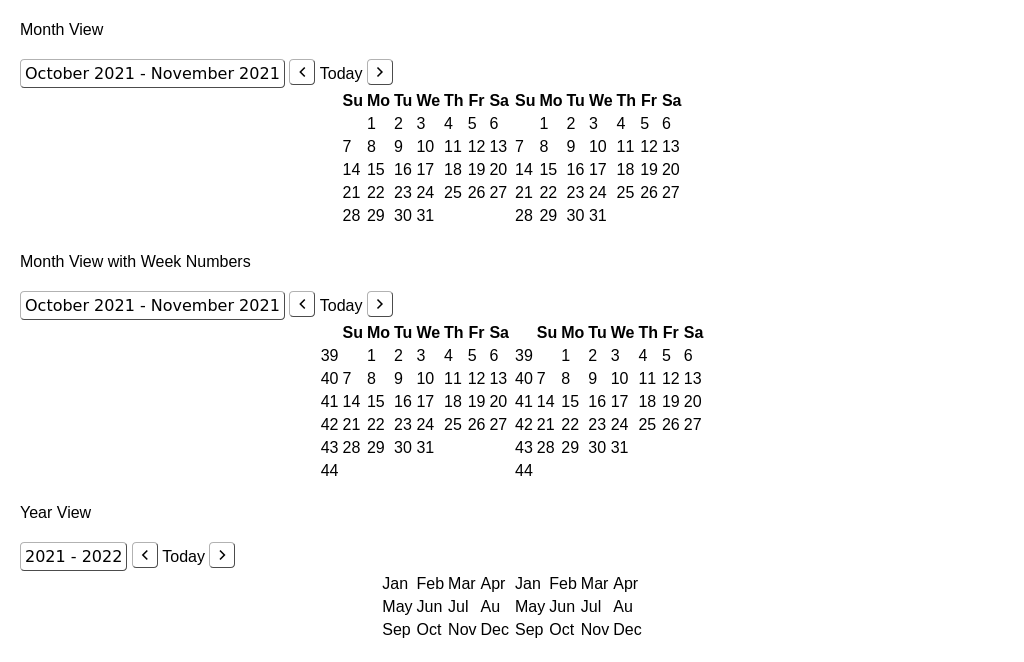 Month View
October 2021 - November 2021 < Today >
Su Mo Tu We Th Fr Sa Su Mo Tu We Th Fr Sa
1 2 3 4 5 6 1 2 3 4 5 6
7 8 9 10 11 12 13 7 8 9 10 11 12 13
14 15 16 17 18 19 20 14 15 16 17 18 19 20
21 22 23 24 25 26 27 21 22 23 24 25 26 27
28 29 30 31 28 29 30 31
Month View with Week Numbers
October 2021 - November 2021 < Today >
Su Mo Tu We Th Fr Sa Su Mo Tu We Th Fr Sa
39 1 2 3 4 5 6 39 1 2 3 4 5 6
40 7 8 9 10 11 12 13 40 7 8 9 10 11 12 13
41 14 15 16 17 18 19 20 41 14 15 16 17 18 19 20
42 21 22 23 24 25 26 27 42 21 22 23 24 25 26 27
43 28 29 30 31 43 28 29 30 31
44 44
Year View
2021 - 2022 < Today >
Jan Feb Mar Apr Jan Feb Mar Apr
May Jun Jul Au May Jun Jul Au
Sep Oct Nov Dec Sep Oct Nov Dec